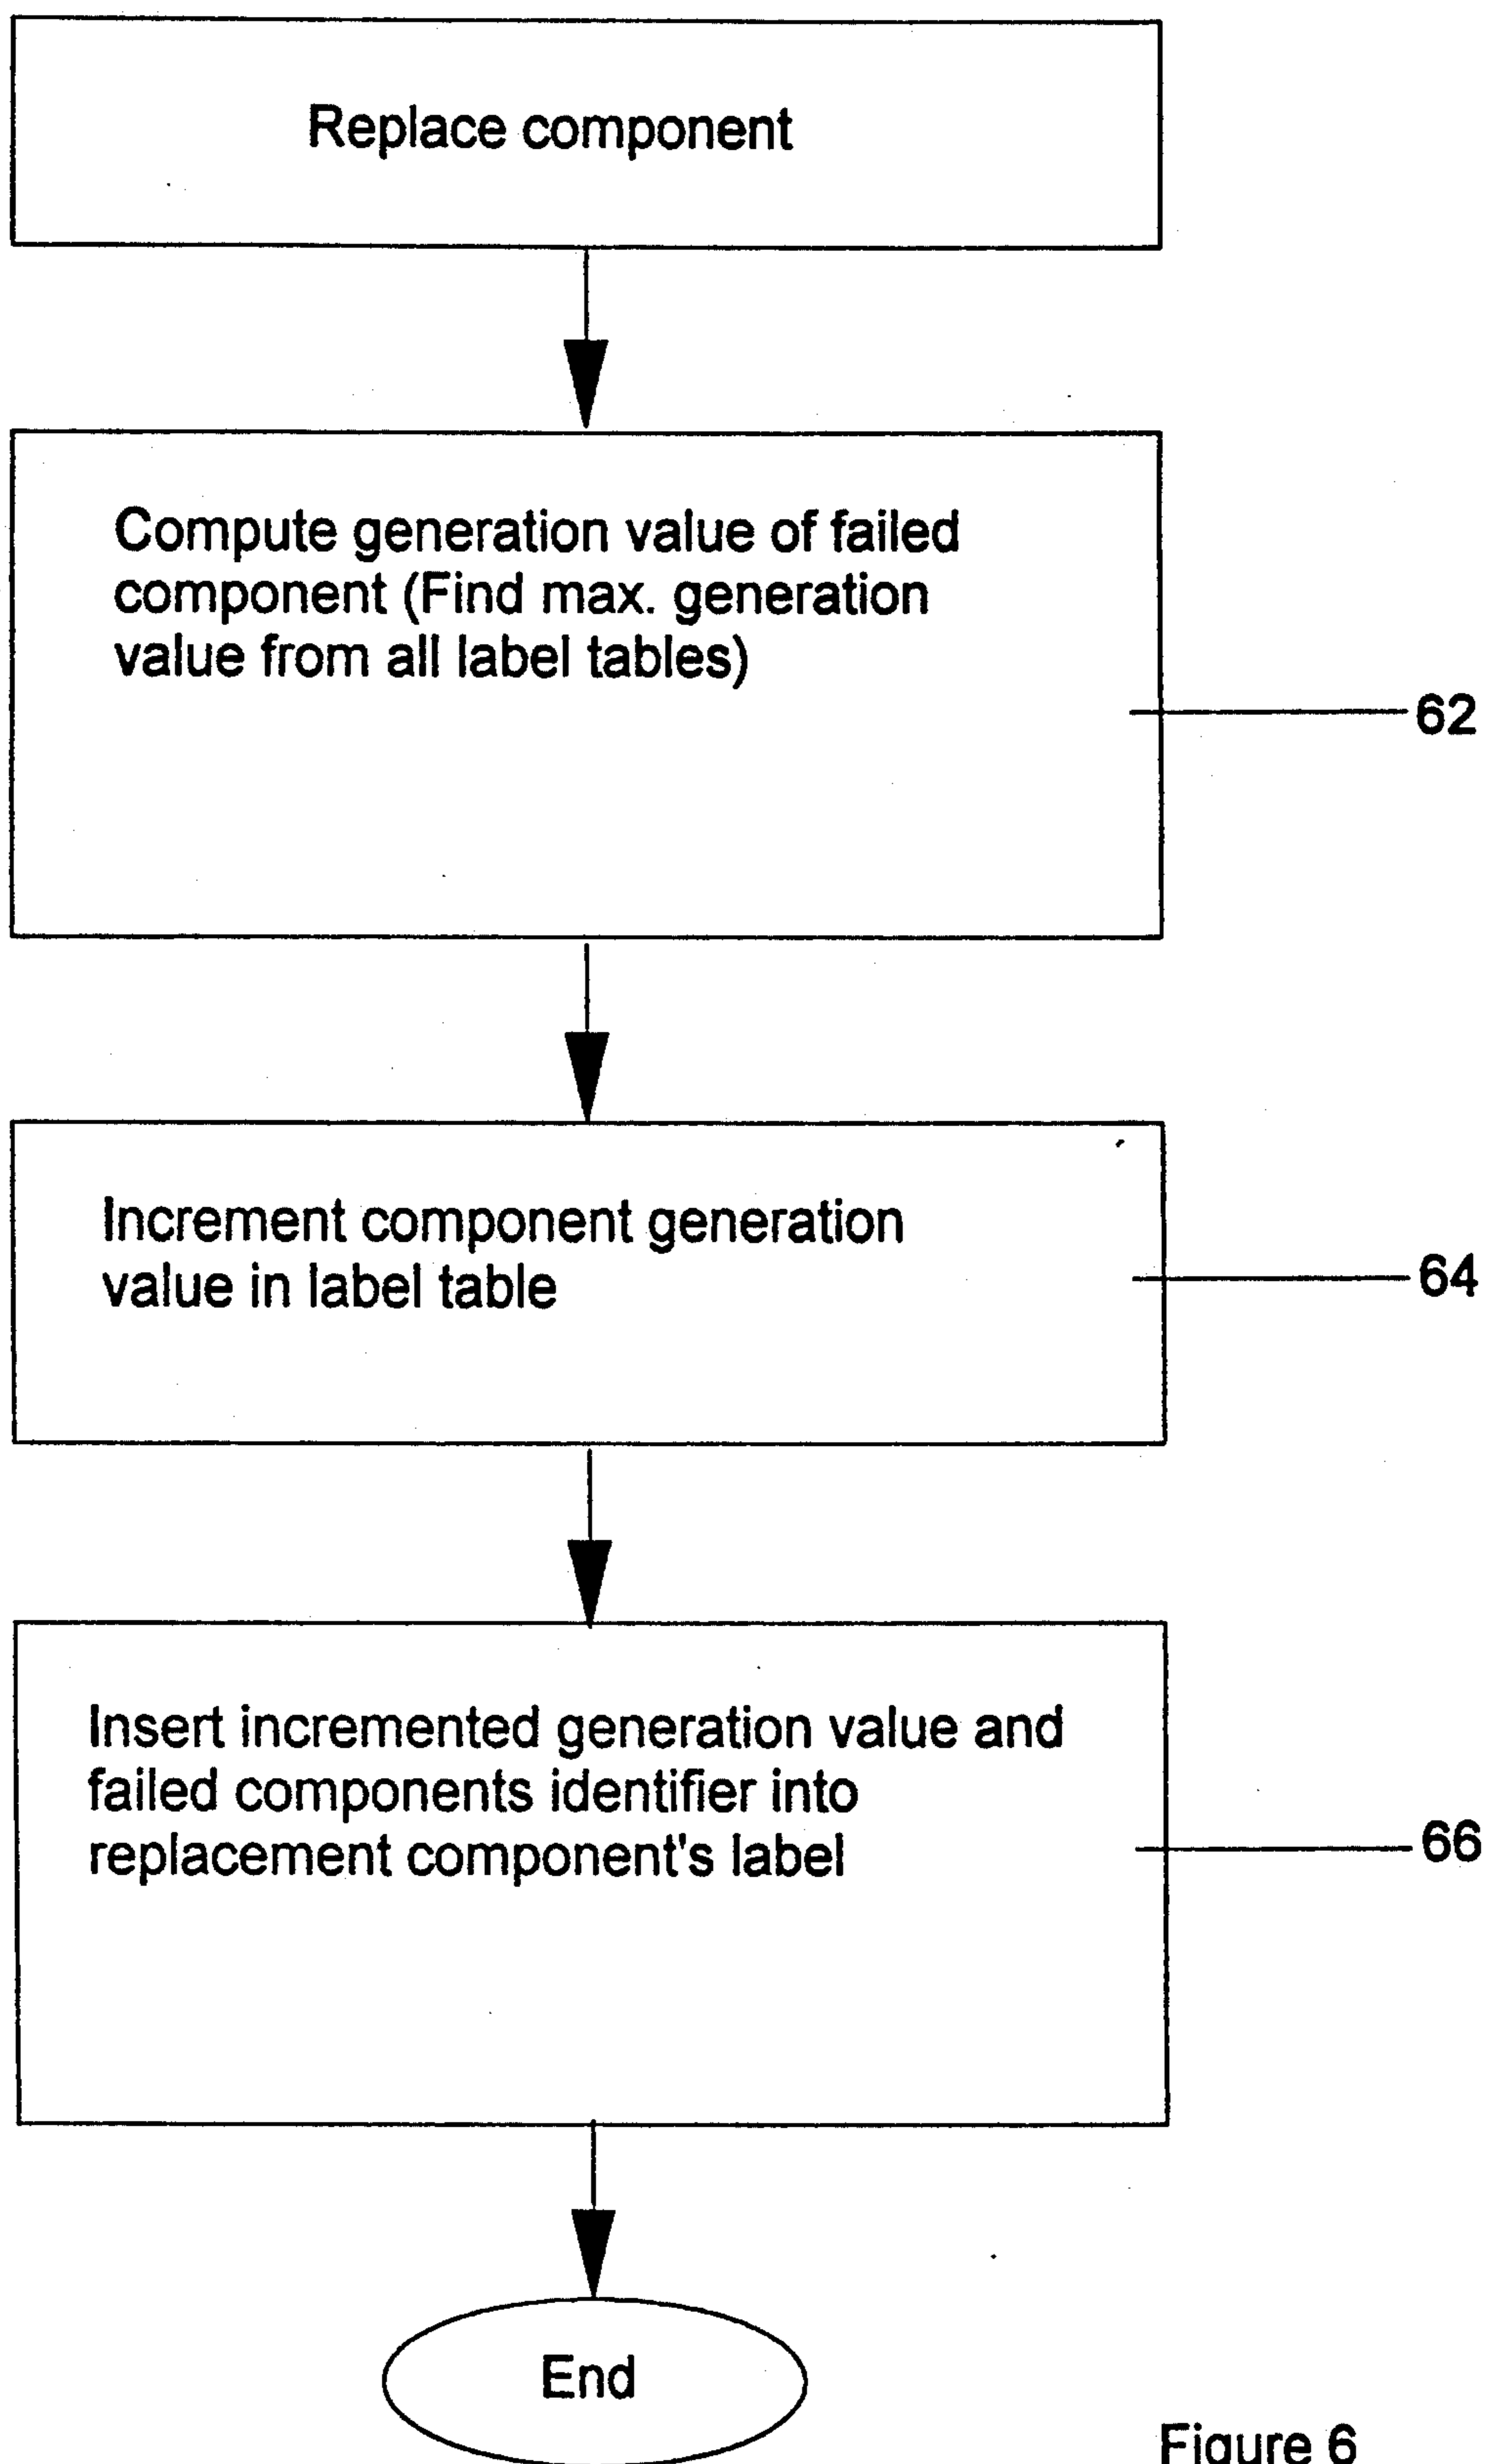 Replace component
Compute generation value of failed
component (Find max. generation
value from all label tables)
62
Increment component generation
value in label table
64
Insert incremented generation value and
failed components identifier into
replacement component's label
66
End
Figure 6